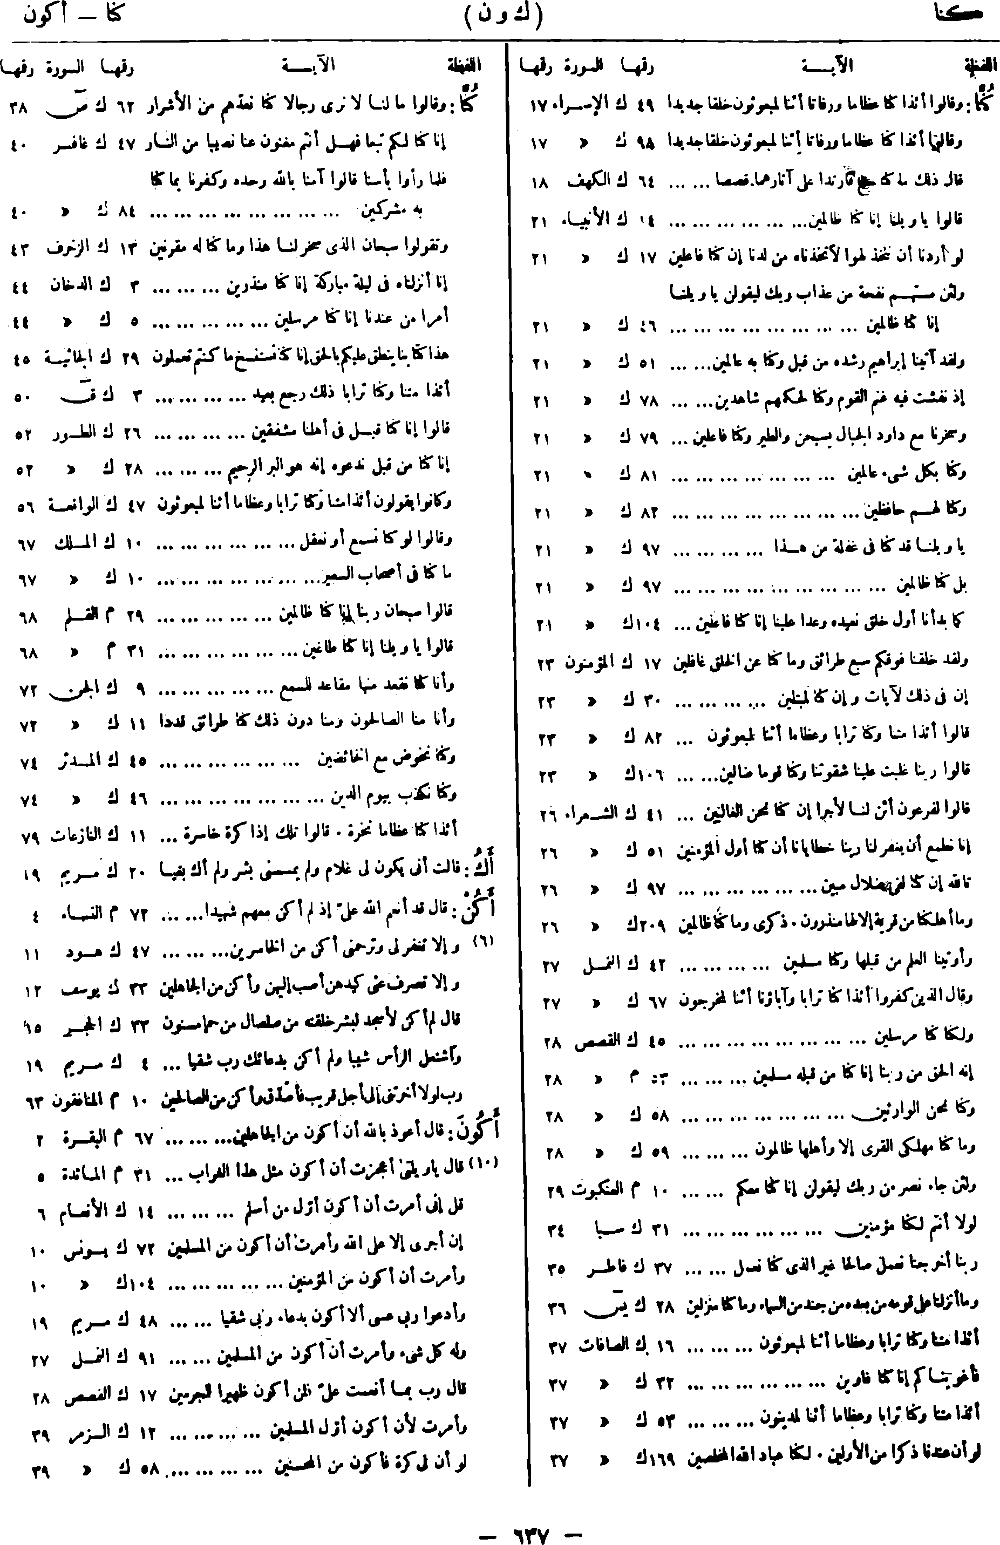 كنا
(ك و ن)
كنا — أكون
اللفظة الآيـــة رقمها السورة رقمها
كُنَّا: وقالوا أئذا كنا عظاما ورفاتا أئنا لمبعوثون خلقا جديدا ٤٩ ك الإسراء ١٧
وقالوا أئذا كنا عظاما ورفاتا أئنا لمبعوثون خلقا جديدا ٩٨ ك » ١٧
قال ذلك ما كنا نبغ فارتدا على آثارهما قصصا ... ... ٦٤ ك الكهف ١٨
قالوا يا ويلنا إنا كنا ظالمين... ... ... ... ... ١٤ ك الأنبياء ٢١
لو أردنا أن نتخذ لهوا لاتخذناه من لدنا إن كنا فاعلين ١٧ ك » ٢١
ولئن مستهم نفحة من عذاب ربك ليقولن يا ويلنا
إنا كنا ظالمين ... ... ... ... ... ... ... ٤٦ ك » ٢١
ولقد آتينا إبراهيم رشده من قبل وكنا به عالمين... ... ٥١ ك » ٢١
إذ نفشت فيه غنم القوم وكنا لحكمهم شاهدين... ... ... ٧٨ ك » ٢١
وسخرنا مع داود الجبال يسبحن والطير وكنا فاعلين ... ٧٩ ك » ٢١
وكنا بكل شىء عالمين ... ... ... ... ... ... ٨١ ك » ٢١
وكنا لهم حافظين... ... ... ... ... ... ... ٨٢ ك » ٢١
يا ويلنا قد كنا فى غفلة من هذا ... ... ... ... ٩٧ ك » ٢١
بل كنا ظالمين ... ... ... ... ... ... ... ٩٧ ك » ٢١
كما بدأنا أول خلق نعيده وعدا علينا إنا كنا فاعلين ... ١٠٤ك » ٢١
ولقد خلقنا فوقكم سبع طرائق وما كنا عن الخلق غافلين ١٧ ك المؤمنون ٢٣
إن فى ذلك لآيات وإن كنا لمبتلين ... ... ... ... ٣٠ ك » ٢٣
قالوا أئذا متنا وكنا ترابا وعظاما أئنا لمبعوثون ... ٨٢ ك » ٢٣
قالوا ربنا غلبت علينا شقوتنا وكنا قوما ضالين... ... ١٠٦ك » ٢٣
قالوا لفرعون أئن لنا لأجرا إن كنا نحن الغالبين ... ٤١ ك الشعراء ٢٦
إنا نطمع أن يغفر لنا ربنا خطايانا أن كنا أول المؤمنين ٥١ ك » ٢٦
تالله إن كنا لفى ضلال مبين... ... ... ... ... ... ٩٧ ك » ٢٦
وما أهلكنا من قرية إلا لها منذرون ٠ ذكرى وما كنا ظالمين ٢٠٩ك » ٢٦
وأوتينا العلم من قبلها وكنا مسلمين ... ... ... ... ٤٢ ك النمل ٢٧
وقال الذين كفروا أئذا كنا ترابا وآباؤنا أئنا لمخرجون ٦٧ ك » ٢٧
ولكنا كنا مرسلين... ... ... ... ... ... ... ٤٥ ك القصص ٢٨
إنه الحق من ربنا إنا كنا من قبله مسلمين ... ... ... ٥٣ م » ٢٨
وكنا نحن الوارثين ... ... ... ... ... ... ... ٥٨ ك » ٢٨
وما كنا مهلكى القرى إلا وأهلها ظالمون ... ... ... ٥٩ ك » ٢٨
ولئن جاء نصر من ربك ليقولن إنا كنا معكم ... ... ١٠ م العنكبوت ٢٩
لولا أنتم لكنا مؤمنين... ... ... ... ... ... ٣١ ك سبا ٣٤
ربنا أخرجنا نعمل صالحا غير الذى كنا نعمل ... ... ٣٧ ك فاطر ٣٥
وما أنزلنا على قومه من بعده من جند من السماء وما كنا منزلين ٢٨ ك يسٓ ٣٦
أئذا متنا وكنا ترابا وعظاما أئنا لمبعوثون ... ... ... ١٦ ك الصافات ٣٧
فأغويناكم إنا كنا غاوين ... ... ... ... ... ... ٣٢ ك » ٣٧
أئذا متنا وكنا ترابا وعظاما أئنا لمدينون ... ... ... ٥٣ ك » ٣٧
لو أن عندنا ذكرا من الأولين ٠ لكنا عباد الله المخلصين ١٦٩ك » ٣٧
اللفظة الآيـــة رقمها السورة رقمها
كُنَّا: وقالوا ما لنا لا نرى رجالا كنا نعدهم من الأشرار ٦٢ ك صٓ ٣٨
إنا كنا لكم تبعا فهل أنتم مغنون عنا نصيبا من النار ٤٧ ك غافر ٤٠
فلما رأوا بأسنا قالوا آمنا بالله وحده وكفرنا بما كنا
به مشركين ... ... ... ... ... ... ... ... ٨٤ ك » ٤٠
وتقولوا سبحان الذى سخر لنا هذا وما كنا له مقرنين ١٣ ك الزخرف ٤٣
إنا أنزلناه فى ليلة مباركة إنا كنا منذرين ... ... ... ٣ ك الدخان ٤٤
أمرا من عندنا إنا كنا مرسلين... ... ... ... ... ٥ ك » ٤٤
هذا كتابنا ينطق عليكم بالحق إنا كنا نستنسخ ما كنتم تعملون ٢٩ ك الجاثية ٤٥
أئذا متنا وكنا ترابا ذلك رجع بعيد ... ... ... ... ٣ ك قٓ ٥٠
قالوا إنا كنا قبل فى أهلنا مشفقين ... ... ... ... ٢٦ ك الطور ٥٢
إنا كنا من قبل ندعوه إنه هو البر الرحيم ... ... ... ٢٨ ك » ٥٢
وكانوا يقولون أئذا متنا وكنا ترابا وعظاما أئنا لمبعوثون ٤٧ ك الواقعة ٥٦
وقالوا لو كنا نسمع أو نعقل ... ... ... ... ... ... ١٠ ك الملك ٦٧
ما كنا فى أصحاب السعير... ... ... ... ... ... ١٠ ك » ٦٧
قالوا سبحان ربنا إنا كنا ظالمين ... ... ... ... ... ٢٩ م القلم ٦٨
قالوا يا ويلنا إنا كنا طاغين... ... ... ... ... ... ٣١ م » ٦٨
وأنا كنا نقعد منها مقاعد للسمع ... ... ... ... ... ٩ ك الجن ٧٢
وأنا منا الصالحون ومنا دون ذلك كنا طرائق قددا ١١ ك » ٧٢
وكنا نخوض مع الخائضين ... ... ... ... ... ... ٤٥ ك المدثر ٧٤
وكنا نكذب بيوم الدين ... ... ... ... ... ... ... ٤٦ ك » ٧٤
أئذا كنا عظاما نخرة ٠ قالوا تلك إذا كرة خاسرة ... ١١ ك النازعات ٧٩
أَكُ: قالت أنى يكون لى غلام ولم يمسسنى بشر ولم أك بغيا ٢٠ ك مريم ١٩
أَكُنْ: قال قد أنعم الله علىّ إذ لم أكن معهم شهيدا... ... ٧٢ م النساء ٤
(٦) وإلا تغفر لى وترحمنى أكن من الخاسرين... ... ... ٤٧ ك هود ١١
وإلا تصرف عنى كيدهن أصب إليهن وأكن من الجاهلين ٣٣ ك يوسف ١٢
قال لم أكن لأسجد لبشر خلقته من صلصال من حمإ مسنون ٣٣ ك الحجر ١٥
وآشتعل الرأس شيبا ولم أكن بدعائك رب شقيا ... ٤ ك مريم ١٩
رب لولا أخرتنى إلى أجل قريب فأصّدّق وأكن من الصالحين ١٠ م المنافقون ٦٣
أَكُونَ: قال أعوذ بالله أن أكون من الجاهلين... ... ... ٦٧ م البقرة ٢
(١٠) قال يا ويلتى أعجزت أن أكون مثل هذا الغراب ... ٣١ م المائدة ٥
قل إنى أمرت أن أكون أوّل من أسلم ... ... ... ١٤ ك الأنعام ٦
إن أجرى إلا على الله وأمرت أن أكون من المسلمين ٧٢ ك يونس ١٠
وأمرت أن أكون من المؤمنين ... ... ... ... ... ١٠٤ك » ١٠
وأدعوا ربى عسى ألا أكون بدعاء ربى شقيا ... ... ٤٨ ك مريم ١٩
وله كل شىء وأمرت أن أكون من المسلمين ... ... ٩١ ك النمل ٢٧
قال رب بما أنعمت علىّ فلن أكون ظهيرا للمجرمين ١٧ ك القصص ٢٨
وأمرت لأن أكون أوّل المسلمين ... ... ... ... ١٢ ك الزمر ٣٩
لو أن لى كرة فأكون من المحسنين ... ... ... ... ٥٨ ك » ٣٩
— ٦٣٧ —